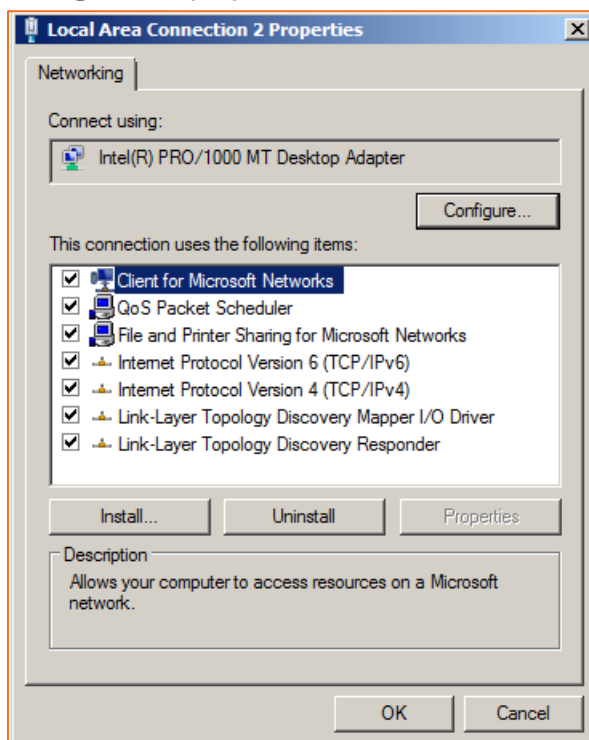 Local Area Connection 2 Properties
Networking
Connect using:
Intel(R) PRO/1000 MT Desktop Adapter
Configure...
This connection uses the following items:
Client for Microsoft Networks
QoS Packet Scheduler
File and Printer Sharing for Microsoft Networks
Internet Protocol Version 6 (TCP/IPv6)
Internet Protocol Version 4 (TCP/IPv4)
Link-Layer Topology Discovery Mapper I/O Driver
Link-Layer Topology Discovery Responder
Install... Uninstall Properties
Description
Allows your computer to access resources on a Microsoft
network.
OK Cancel